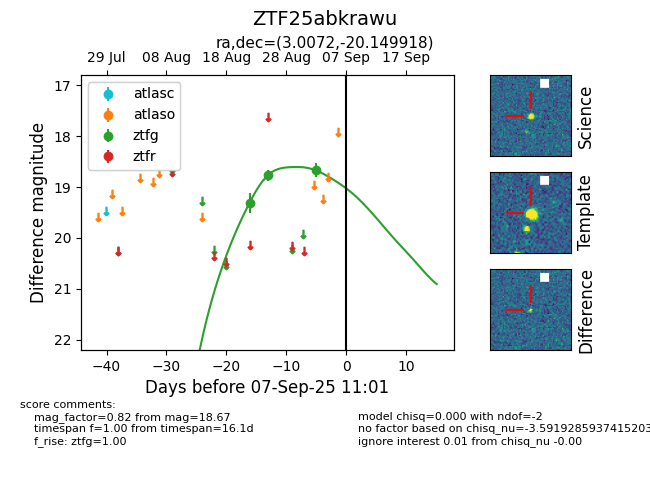 ZTF25abkrawu
ra,dec=(3.0072,-20.149918)
29 Jul 08 Aug 18 Aug 28 Aug 07 Sep 17 Sep
17
18
19
20
21
22
Difference magnitude
atlasc
atlaso
ztfg
ztfr
−40 −30 −20 −10 0 10
Days before 07-Sep-25 11:01
Science
Template
Difference
score comments:
mag_factor=0.82 from mag=18.67
timespan f=1.00 from timespan=16.1d
f_rise: ztfg=1.00
model chisq=0.000 with ndof=-2
no factor based on chisq_nu=-3.5919285937415203
ignore interest 0.01 from chisq_nu -0.00